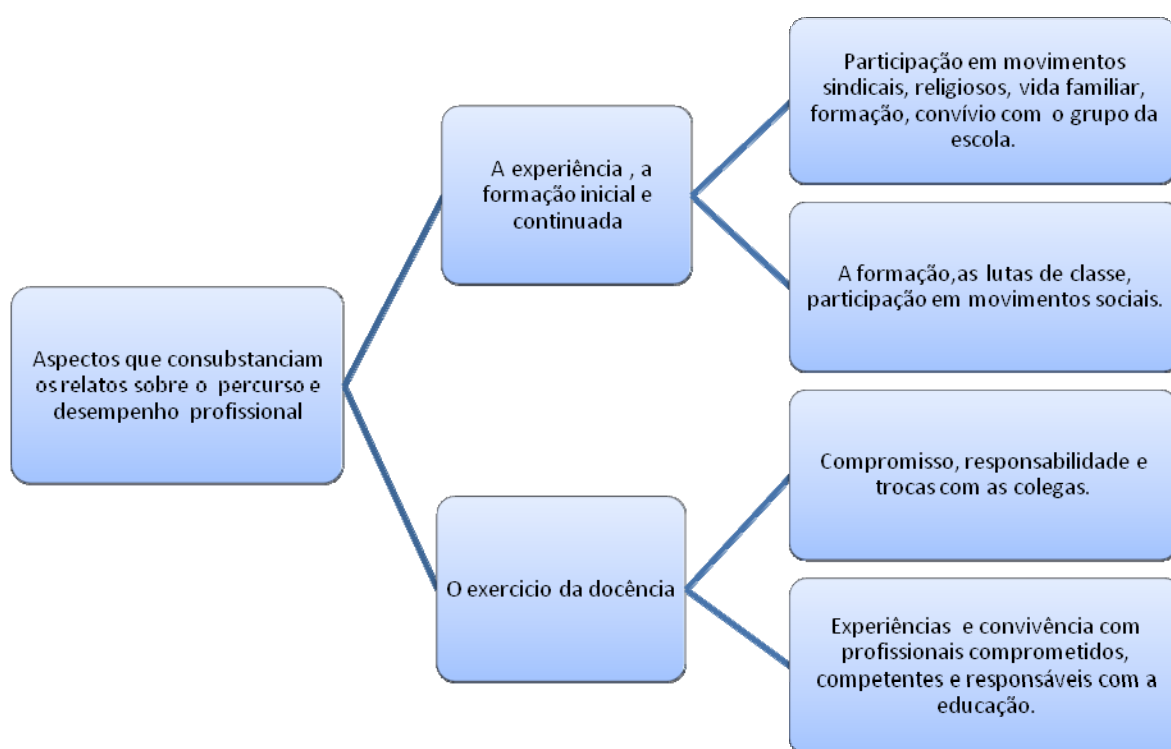 Aspectos que consubstanciam
os relatos sobre o percurso e
desempenho profissional
A experiência , a
formação inicial e
continuada
Participação em movimentos
sindicais, religiosos, vida familiar,
formação, convívio com o grupo da
escola.
A formação,as lutas de classe,
participação em movimentos sociais.
O exercicio da docência
Compromisso, responsabilidade e
trocas com as colegas.
Experiências e convivência com
profissionais comprometidos,
competentes e responsáveis com a
educação.